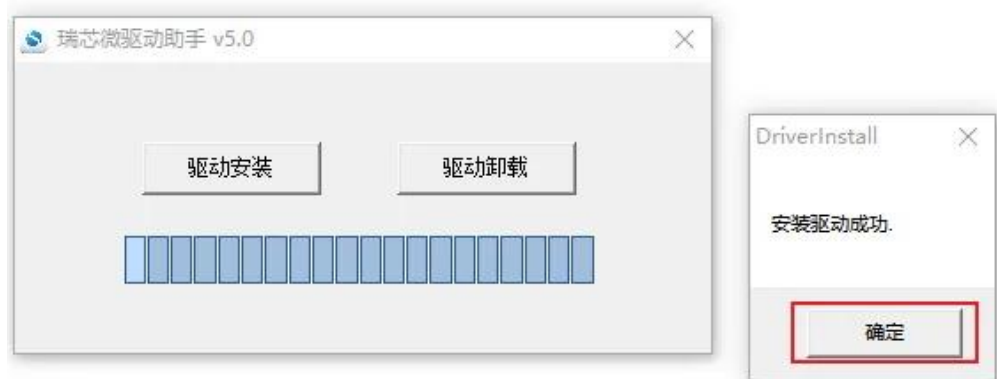 瑞芯微驱动助手 v5.0
驱动安装
驱动卸载
DriverInstall
安装驱动成功.
确定